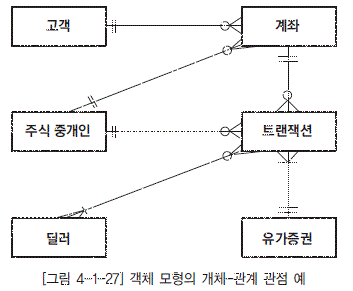 고객
계좌
주식 중개인
트랜잭션
딜러
유가증권
[그림 4-1-27] 객체 모형의 개체-관계 관점 예